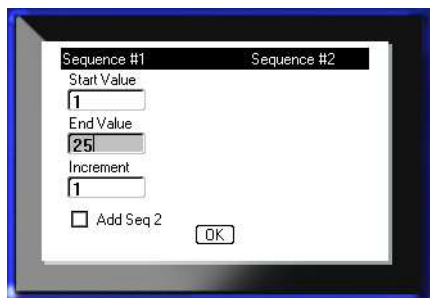 Sequence #1 Sequence #2
Start Value
1
End Value
25
Increment
1
Add Seq 2
OK